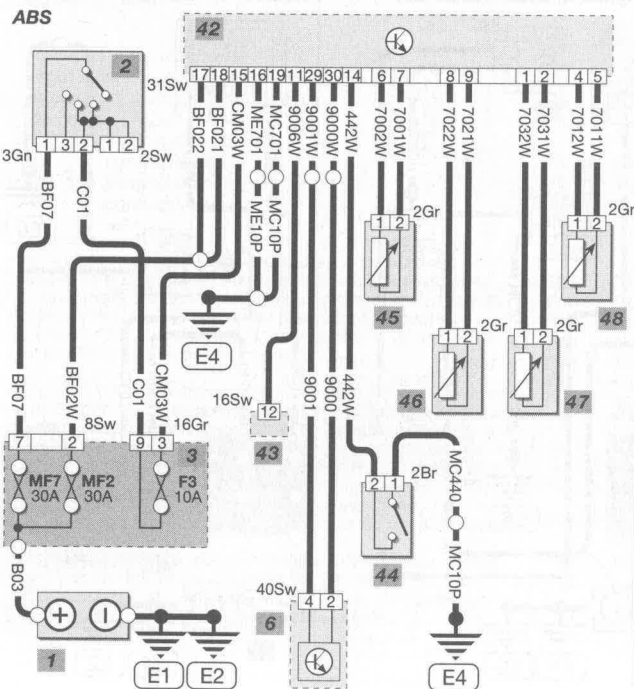 ABS
42
2
31Sw
17 18 15 16 19 11 29 30 14 6 7 8 9 1 2 4 5
BF022
BF021
CM03W
ME701
MC701
9006W
9001W
9000W
442W
7002W
7001W
7022W
7021W
7032W
7031W
7012W
7011W
3Gn
1 3 2 1 2
2Sw
BF07
C01
ME10P
MC10P
1 2
2Gr
45
1 2
2Gr
48
E4
1 2
2Gr
46
1 2
2Gr
47
BF07
BF02W
C01
CM03W
16Sw
12
43
9001
9000
442W
8Sw
16Gr
7 2 9 3
3
MF7
30A
MF2
30A
F3
10A
2 1
2Br
44
MC440
MC10P
B03
40Sw
4 2
6
1
E1
E2
E4